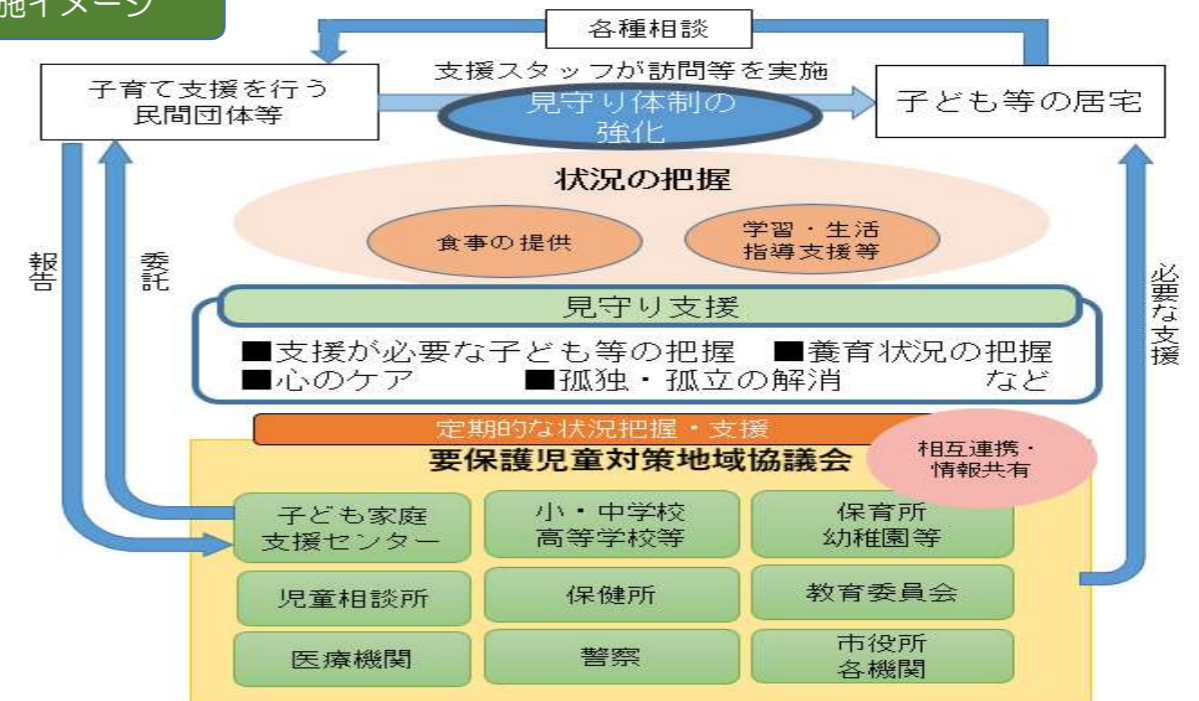 施イメージ
各種相談
子育て支援を行う
民間団体等
支援スタッフが訪問等を実施
見守り体制の
強化
子ども等の居宅
状況の把握
食事の提供
学習・生活
指導支援等
報告
委託
必要な支援
見守り支援
■支援が必要な子ども等の把握　■養育状況の把握
■心のケア　■孤独・孤立の解消　など
定期的な状況把握・支援
要保護児童対策地域協議会
相互連携・
情報共有
子ども家庭
支援センター
小・中学校
高等学校等
保育所
幼稚園等
児童相談所
保健所
教育委員会
医療機関
警察
市役所
各機関